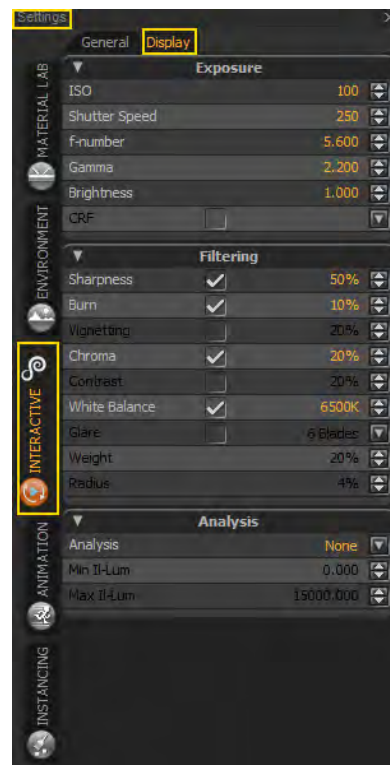 Settings
General Display
Exposure
ISO 100
Shutter Speed 250
f-number 5.600
Gamma 2.200
Brightness 1.000
CRF
Filtering
Sharpness 50%
Burn 10%
Vignetting 20%
Chroma 20%
Contrast 20%
White Balance 6500K
Glare 6 Blades
Weight 20%
Radius 4%
Analysis
Analysis None
Min Il-Lum 0.000
Max Il-Lum 15000.000
MATERIAL LAB
ENVIRONMENT
INTERACTIVE
ANIMATION
INSTANCING